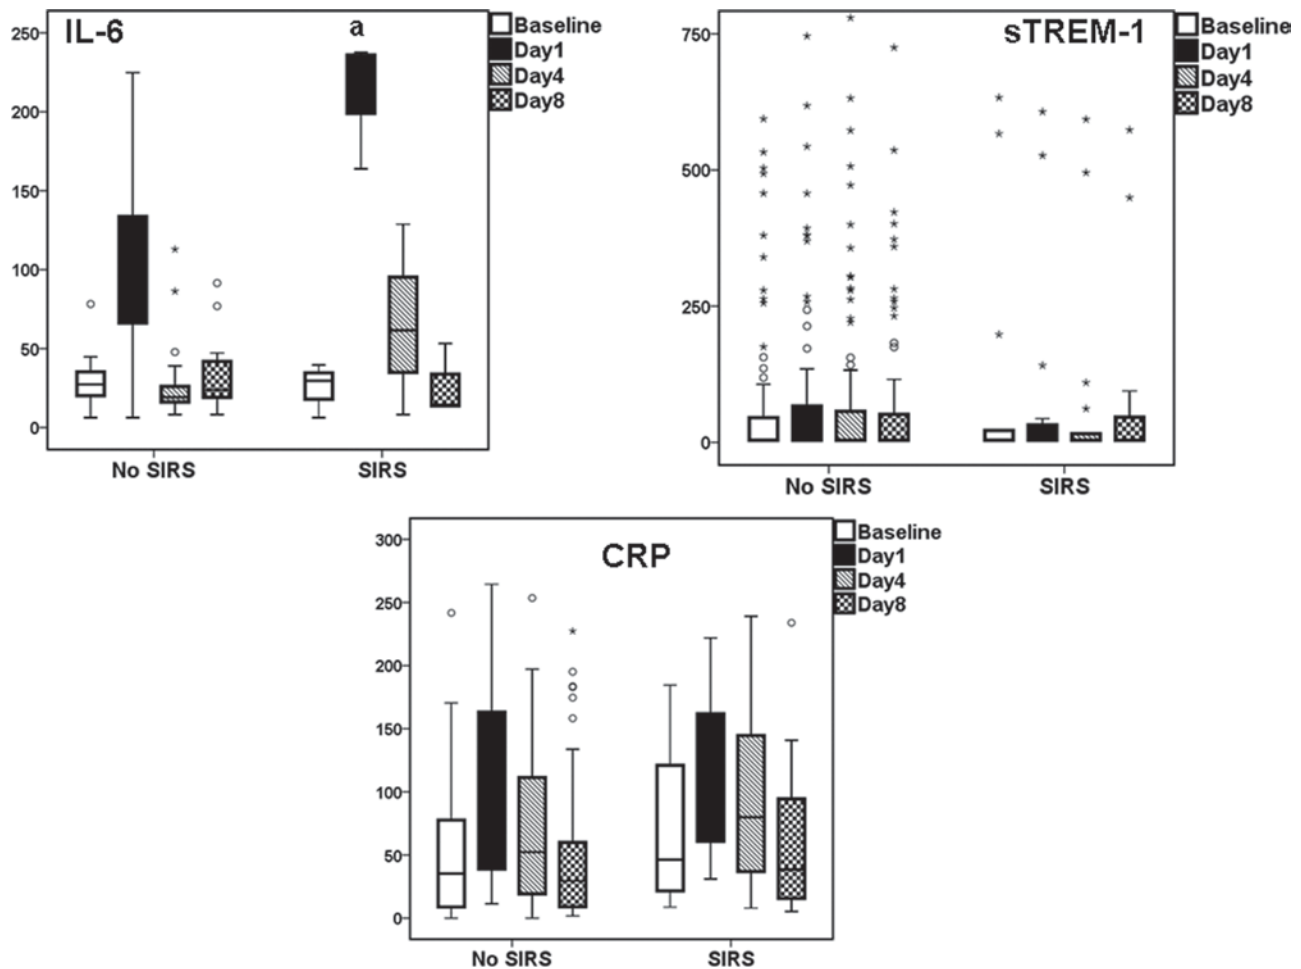 IL-6
a
250
200
150
100
50
0
No SIRS
SIRS
Baseline
Day1
Day4
Day8
sTREM-1
750
500
250
0
No SIRS
SIRS
Baseline
Day1
Day4
Day8
CRP
300
250
200
150
100
50
0
No SIRS
SIRS
Baseline
Day1
Day4
Day8